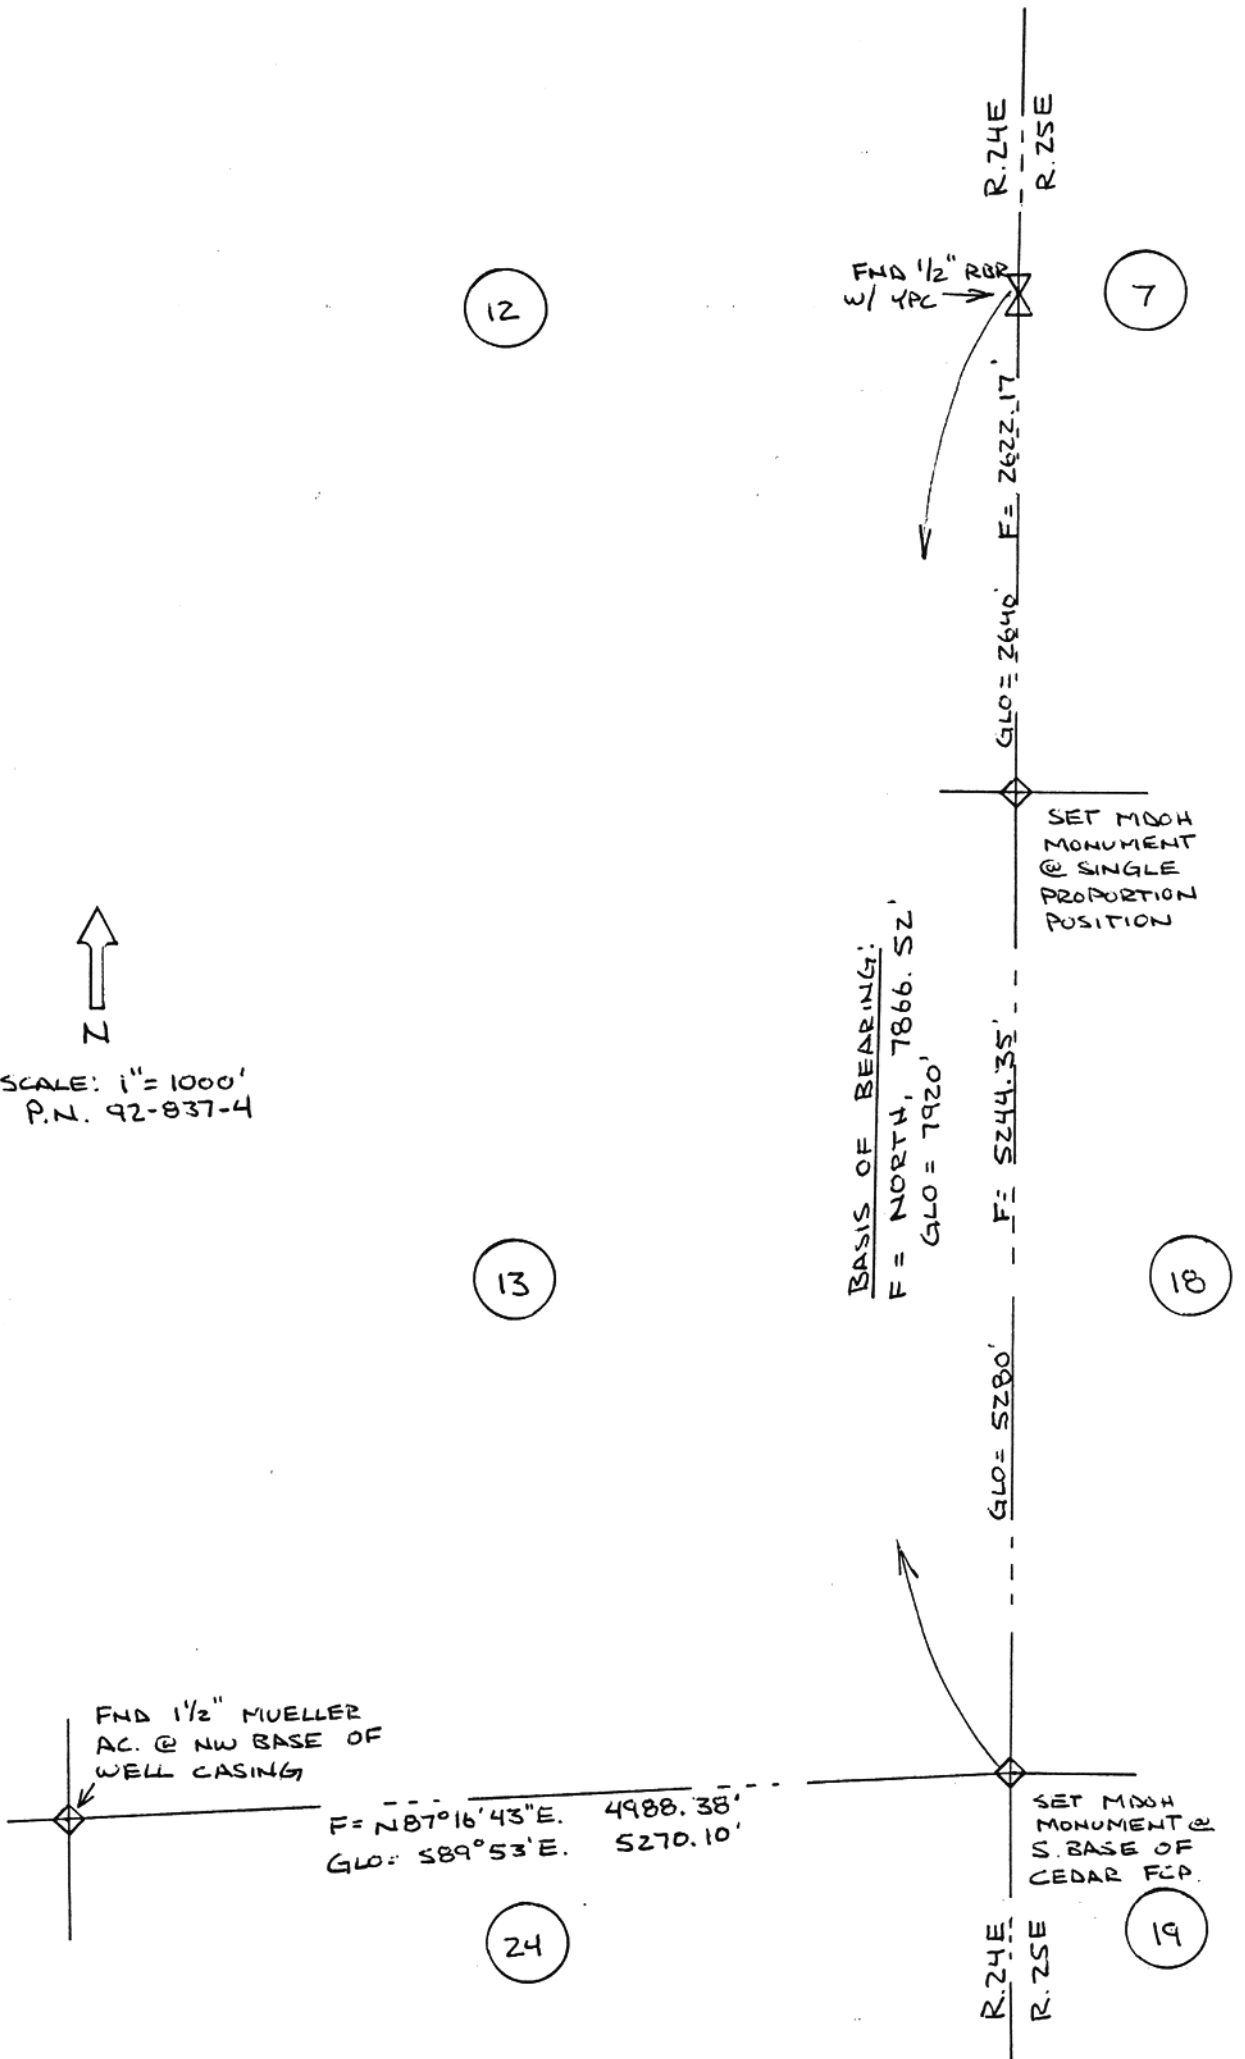 R.24E
R.25E
FND 1/2" RBR
W/ YPC
12
7
F= 2622.17'
GLO= 2640'
SET MDOH
MONUMENT
@ SINGLE
PROPORTION
POSITION
N
SCALE: 1"= 1000'
P.N. 92-837-4
BASIS OF BEARING:
F= NORTH, 7866.52'
GLO= 7920'
F= 5244.35'
13
18
GLO= 5280'
FND 1 1/2" MUELLER
AC. @ NW BASE OF
WELL CASING
F= N87°16'43"E. 4988.38'
GLO= S89°53'E. 5270.10'
SET MDOH
MONUMENT @
S. BASE OF
CEDAR FCP.
24
R.24E
R.25E
19